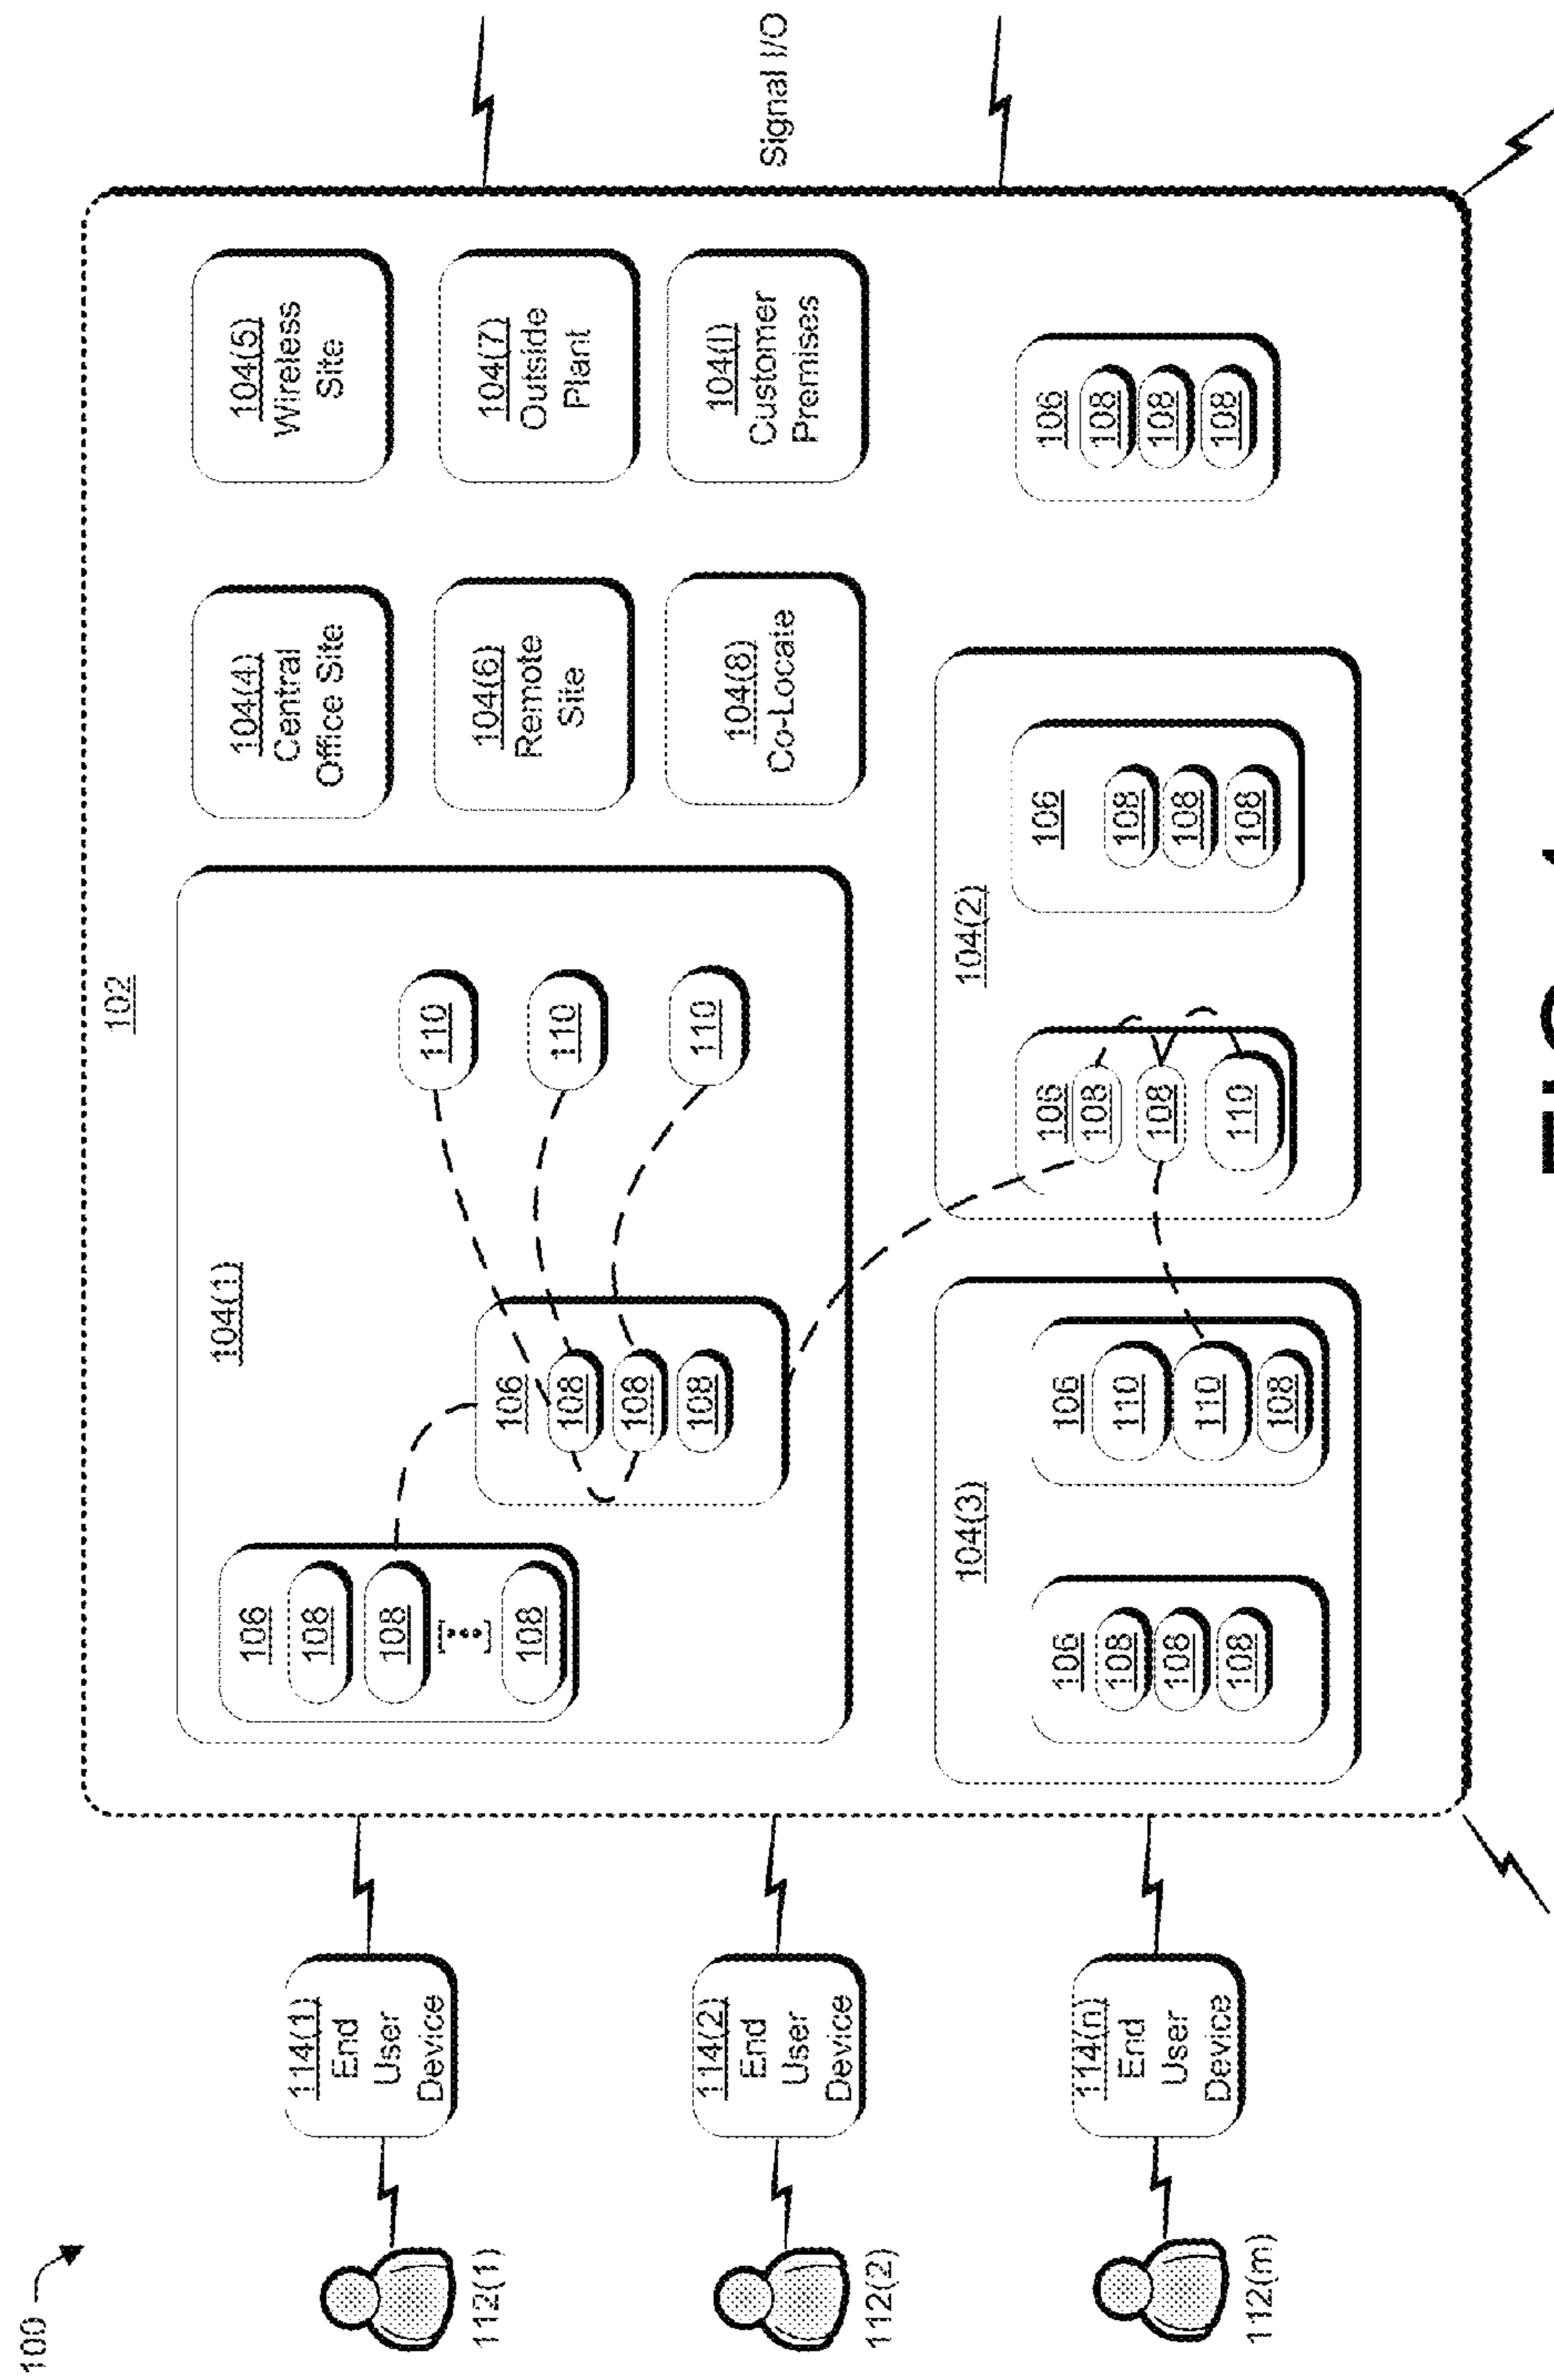 100
102
104(1)
106
108
108
[•••]
108
106
108
108
108
110
110
110
104(4)
Central
Office Site
104(5)
Wireless
Site
104(6)
Remote
Site
104(7)
Outside
Plant
104(8)
Co-Locate
104(l)
Customer
Premises
Signal I/O
114(1)
End
User
Device
112(1)
114(2)
End
User
Device
112(2)
114(n)
End
User
Device
112(m)
104(3)
106
108
108
108
106
110
110
108
104(2)
106
108
108
110
106
108
108
108
106
108
108
108